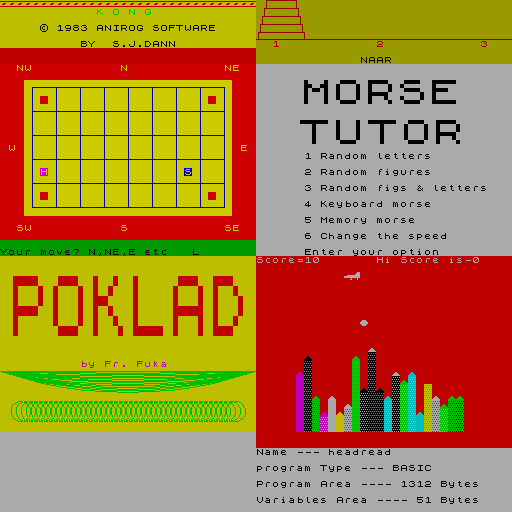 KONG
© 1983 ANIROG SOFTWARE
BY S.J.DANN
NW N NE
W E
H S
SW S SE
Your move? N,NE,E etc L
1 2 3
NAAR
MORSE
TUTOR
1 Random letters
2 Random figures
3 Random figs & letters
4 Keyboard morse
5 Memory morse
6 Change the speed
Enter your option
POKLAD
by Fr. Fuka
Score=10 Hi Score is-0
Name --- headread
program Type --- BASIC
Program Area ---- 1312 Bytes
Variables Area ---- 51 Bytes